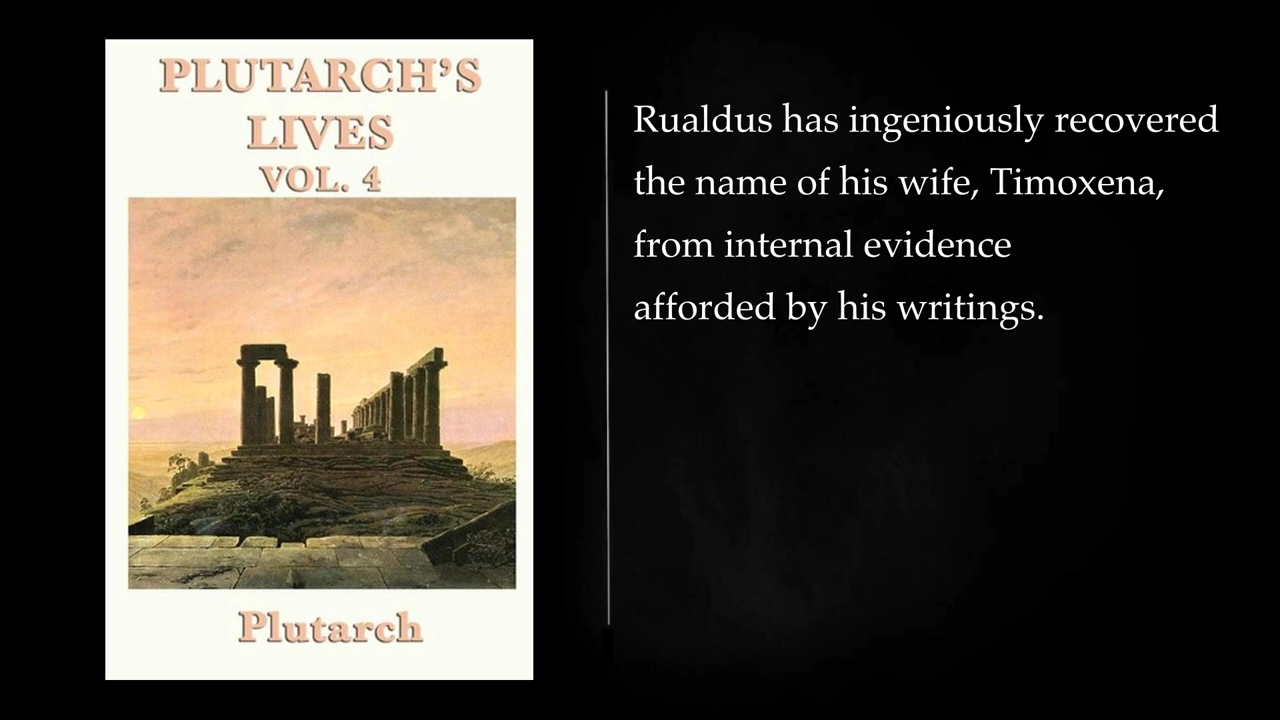 PLUTARCH'S
LIVES
VOL. 4
Plutarch
Rualdus has ingeniously recovered
the name of his wife, Timoxena,
from internal evidence
afforded by his writings.